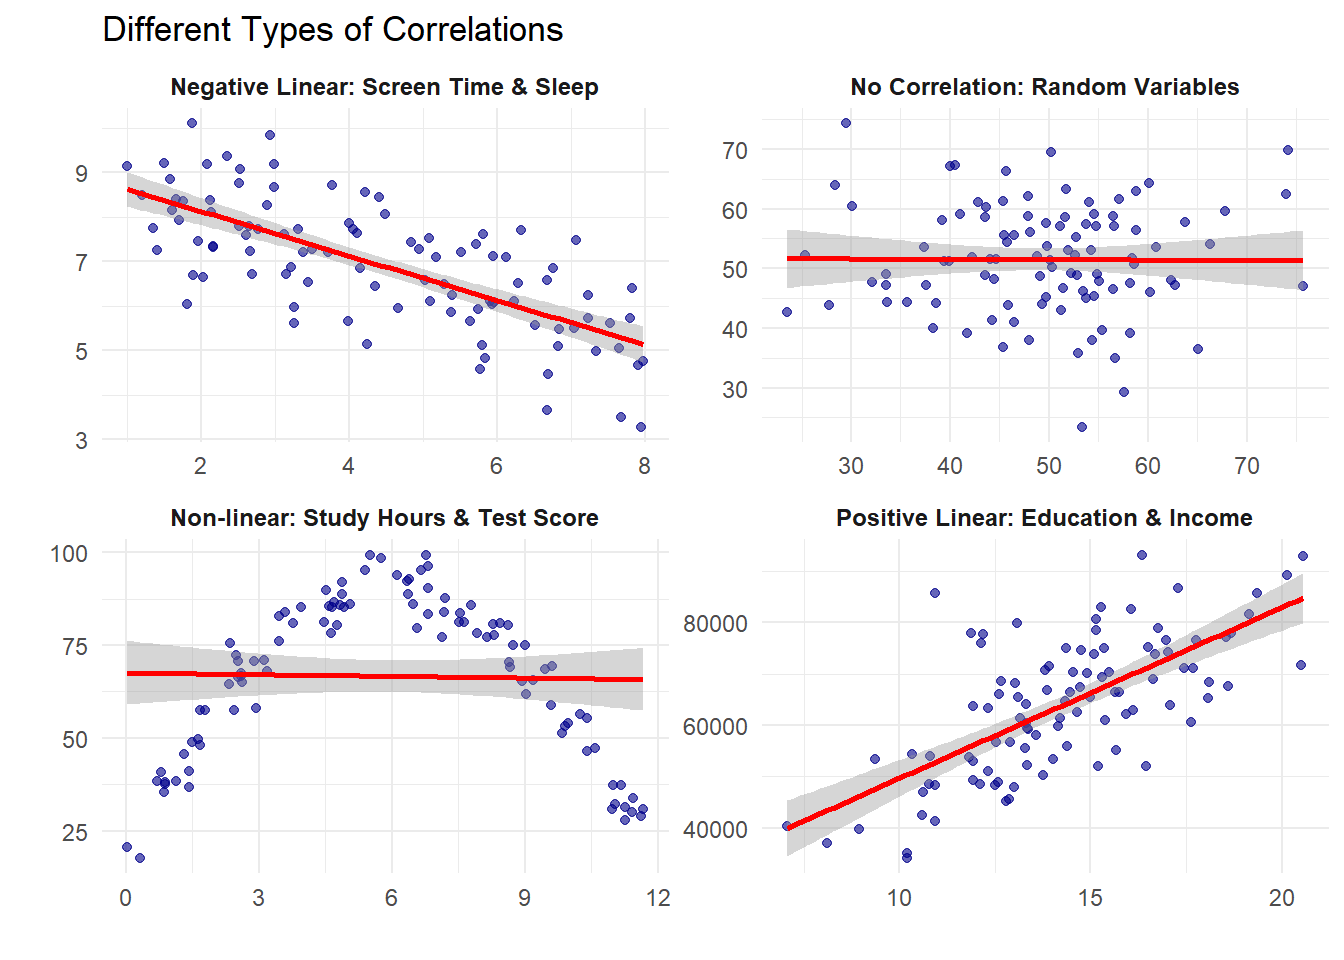 Different Types of Correlations
Negative Linear: Screen Time & Sleep
9
7
5
3
2 4 6 8
No Correlation: Random Variables
70
60
50
40
30
30 40 50 60 70
Non-linear: Study Hours & Test Score
100
75
50
25
0 3 6 9 12
Positive Linear: Education & Income
80000
60000
40000
10 15 20